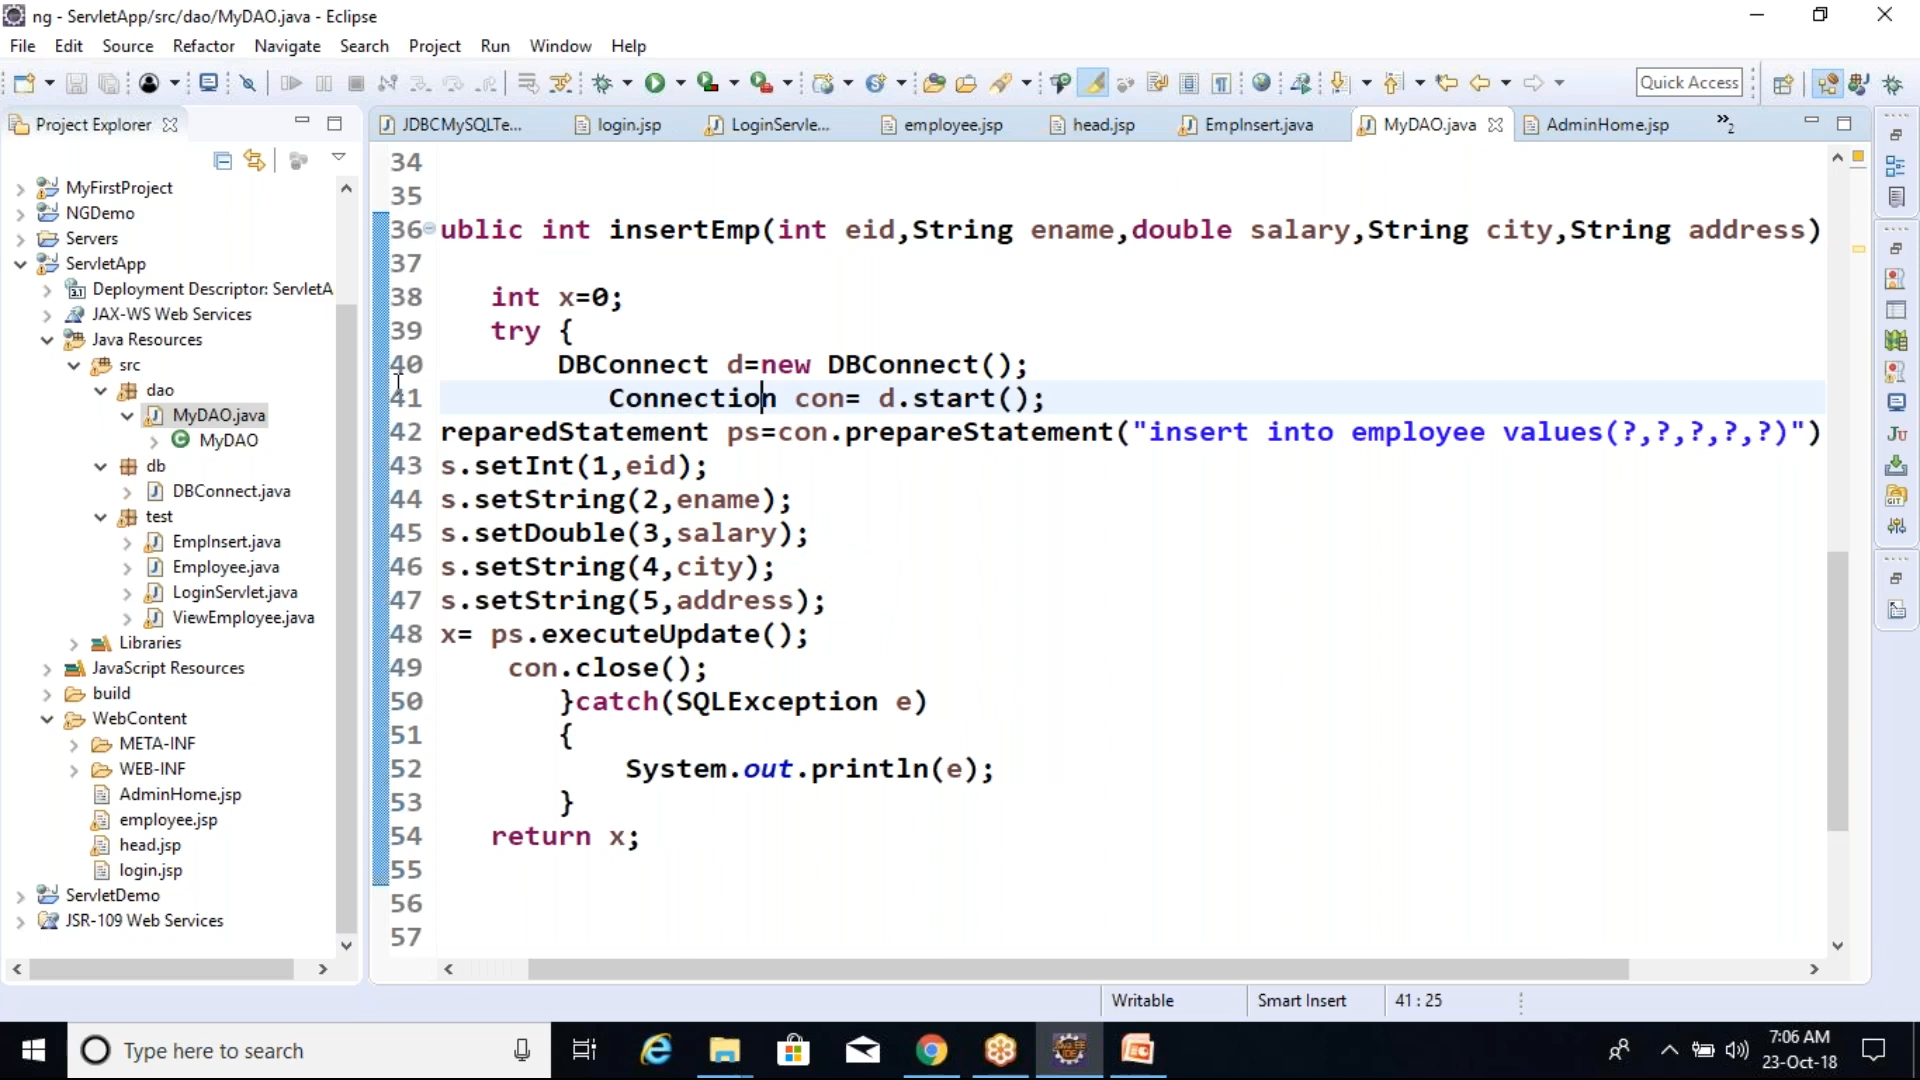 ng - ServletApp/src/dao/MyDAO.java - Eclipse
File Edit Source Refactor Navigate Search Project Run Window Help
Quick Access
Project Explorer
JDBCMySQLTe...
login.jsp
LoginServle...
employee.jsp
head.jsp
EmpInsert.java
MyDAO.java
AdminHome.jsp
»2
MyFirstProject
NGDemo
Servers
ServletApp
Deployment Descriptor: ServletA
JAX-WS Web Services
Java Resources
src
dao
MyDAO.java
MyDAO
db
DBConnect.java
test
EmpInsert.java
Employee.java
LoginServlet.java
ViewEmployee.java
Libraries
JavaScript Resources
build
WebContent
META-INF
WEB-INF
AdminHome.jsp
employee.jsp
head.jsp
login.jsp
ServletDemo
JSR-109 Web Services
34
35
36 ublic int insertEmp(int eid,String ename,double salary,String city,String address)
37
38 int x=0;
39 try {
40 DBConnect d=new DBConnect();
41 Connection con= d.start();
42 reparedStatement ps=con.prepareStatement("insert into employee values(?,?,?,?,?)")
43 s.setInt(1,eid);
44 s.setString(2,ename);
45 s.setDouble(3,salary);
46 s.setString(4,city);
47 s.setString(5,address);
48 x= ps.executeUpdate();
49 con.close();
50 }catch(SQLException e)
51 {
52 System.out.println(e);
53 }
54 return x;
55
56
57
Ju
GIT
Writable Smart Insert 41 : 25
Type here to search
7:06 AM
23-Oct-18